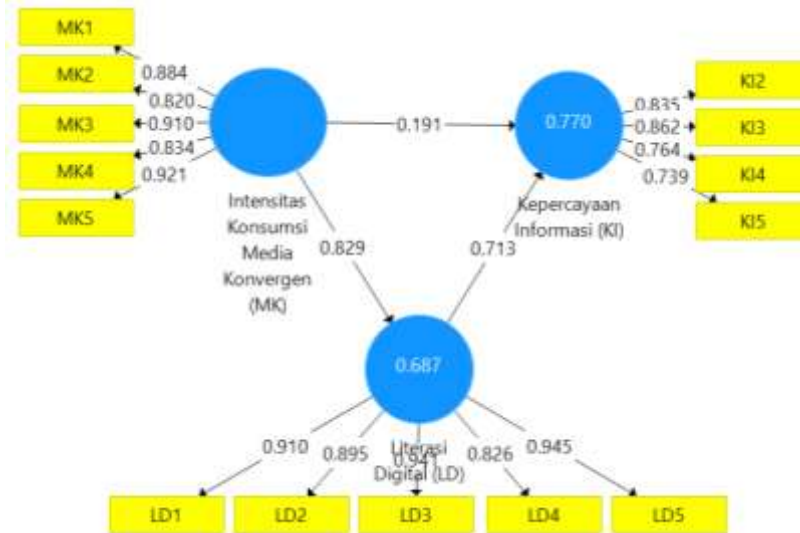 MK1
MK2
MK3
MK4
MK5
0.884
0.820
0.910
0.834
0.921
Intensitas
Konsumsi
Media
Konvergen
(MK)
0.191
0.829
0.713
0.770
Kepercayaan
Informasi (KI)
0.835
0.862
0.764
0.739
KI2
KI3
KI4
KI5
0.687
Literasi
Digital (LD)
0.910
0.895
0.941
0.826
0.945
LD1
LD2
LD3
LD4
LD5